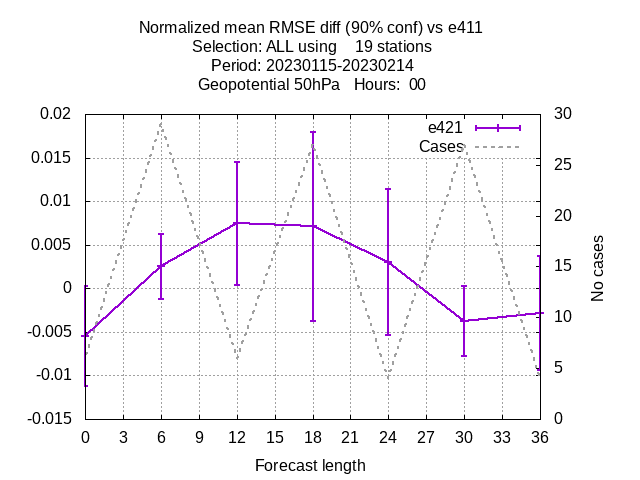 Normalized mean RMSE diff (90% conf) vs e411
Selection: ALL using 19 stations
Period: 20230115-20230214
Geopotential 50hPa Hours: 00
0.02
0.015
0.01
0.005
0
-0.005
-0.01
-0.015
30
25
20
15
10
5
0
e421
Cases
No cases
0 3 6 9 12 15 18 21 24 27 30 33 36
Forecast length